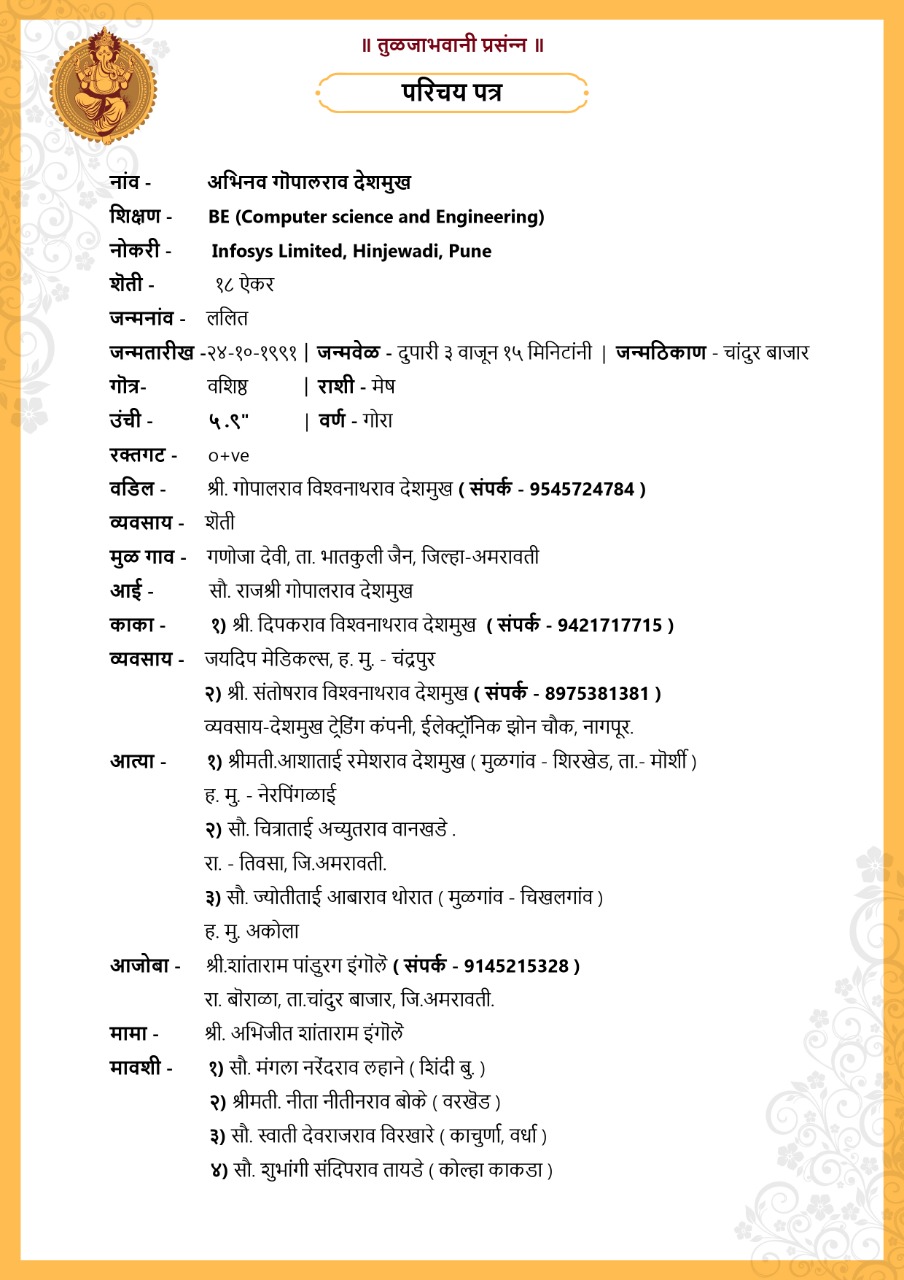 ॥ तुळजाभवानी प्रसंन्न ॥
परिचय पत्र
नांव - अभिनव गॊपालराव देशमुख
शिक्षण - BE (Computer science and Engineering)
नोकरी - Infosys Limited, Hinjewadi, Pune
शॆती - १८ ऐकर
जन्मनांव - ललित
जन्मतारीख -२४-१०-१९९१ | जन्मवेळ - दुपारी ३ वाजून १५ मिनिटांनी | जन्मठिकाण - चांदुर बाजार
गॊत्र- वशिष्ठ | राशी - मेष
उंची - ५.९" | वर्ण - गोरा
रक्तगट - o+ve
वडिल - श्री. गोपालराव विश्वनाथराव देशमुख ( संपर्क - 9545724784 )
व्यवसाय - शॆती
मुळ गाव - गणोजा देवी, ता. भातकुली जैन, जिल्हा-अमरावती
आई - सौ. राजश्री गोपालराव देशमुख
काका - १) श्री. दिपकराव विश्वनाथराव देशमुख ( संपर्क - 9421717715 )
व्यवसाय - जयदिप मेडिकल्स, ह. मु. - चंद्रपुर
२) श्री. संतोषराव विश्वनाथराव देशमुख ( संपर्क - 8975381381 )
व्यवसाय-देशमुख ट्रेडिंग कंपनी, ईलेक्ट्रॉनिक झोन चौक, नागपूर.
आत्या - १) श्रीमती.आशाताई रमेशराव देशमुख ( मुळगांव - शिरखेड, ता.- मॊर्शी )
ह. मु. - नेरपिंगळाई
२) सौ. चित्राताई अच्युतराव वानखडे .
रा. - तिवसा, जि.अमरावती.
३) सौ. ज्योतीताई आबाराव थोरात ( मुळगांव - चिखलगांव )
ह. मु. अकोला
आजोबा - श्री.शांताराम पांडुरग इंगॊलॆ ( संपर्क - 9145215328 )
रा. बॊराळा, ता.चांदुर बाजार, जि.अमरावती.
मामा - श्री. अभिजीत शांताराम इंगॊलॆ
मावशी - १) सौ. मंगला नरेंदराव लहाने ( शिंदी बु. )
२) श्रीमती. नीता नीतीनराव बोके ( वरखॆड )
३) सौ. स्वाती देवराजराव विरखारे ( काचुर्णा, वर्धा )
४) सौ. शुभांगी संदिपराव तायडे ( कोल्हा काकडा )